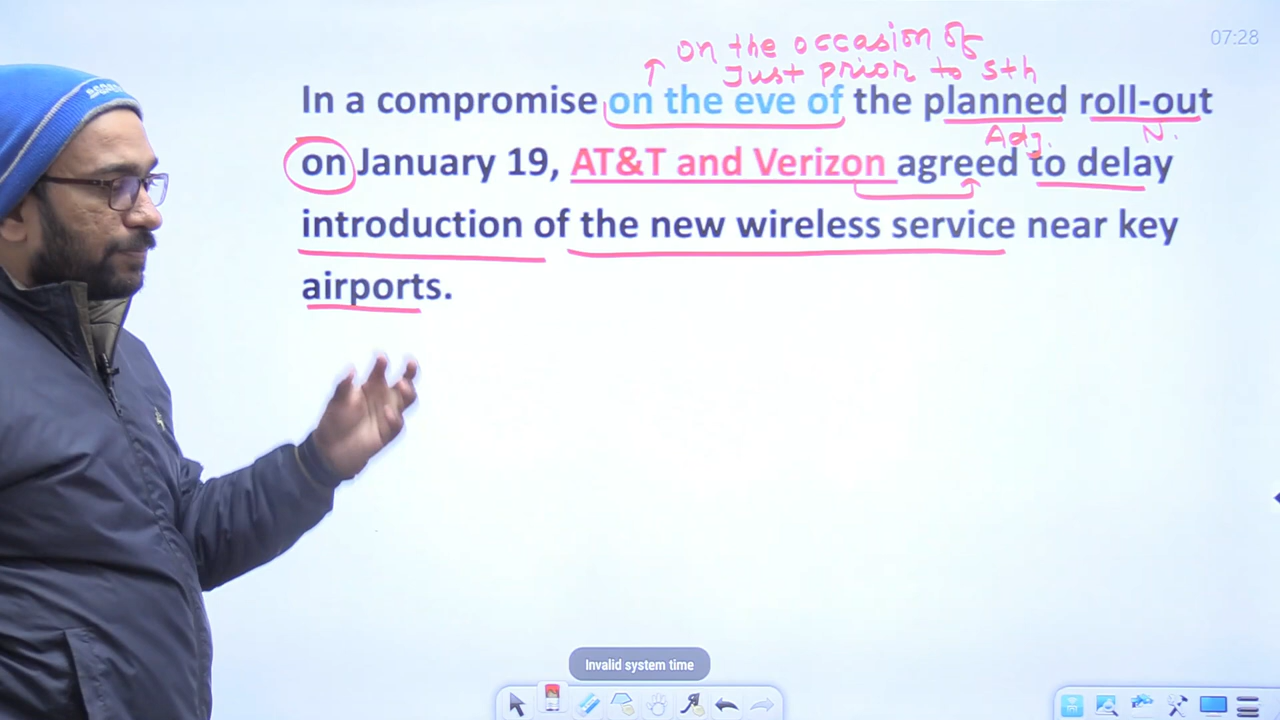 07:28
on the occasion of
Just prior to sth
In a compromise on the eve of the planned roll-out
Adj. N.
on January 19, AT&T and Verizon agreed to delay
introduction of the new wireless service near key
airports.
Invalid system time